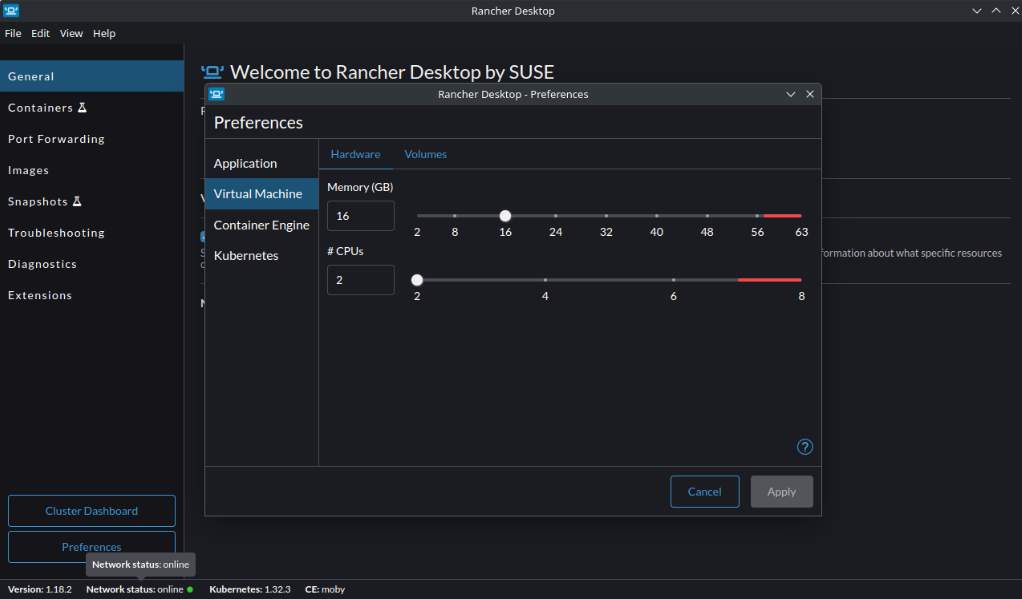 Rancher Desktop
File Edit View Help
General
Containers
Port Forwarding
Images
Snapshots
Troubleshooting
Diagnostics
Extensions
Cluster Dashboard
Preferences
Welcome to Rancher Desktop by SUSE
ormation about what specific resources
Rancher Desktop - Preferences
Preferences
Application
Virtual Machine
Container Engine
Kubernetes
Hardware Volumes
Memory (GB)
16
2 8 16 24 32 40 48 56 63
# CPUs
2
2 4 6 8
?
Cancel Apply
Network status: online
Version: 1.18.2 Network status: online Kubernetes: 1.32.3 CE: moby